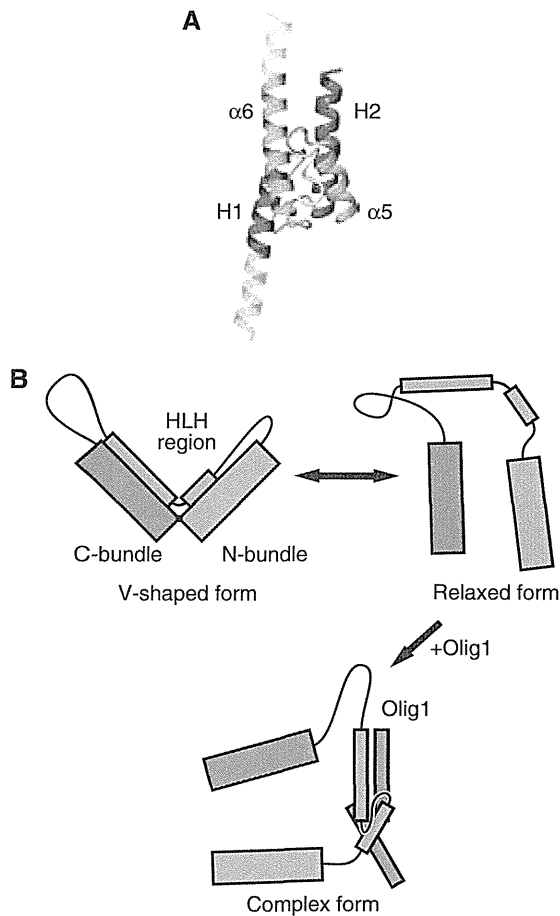 A
α6
H2
H1
α5
B
HLH
region
C-bundle
N-bundle
V-shaped form
Relaxed form
+Olig1
Olig1
Complex form